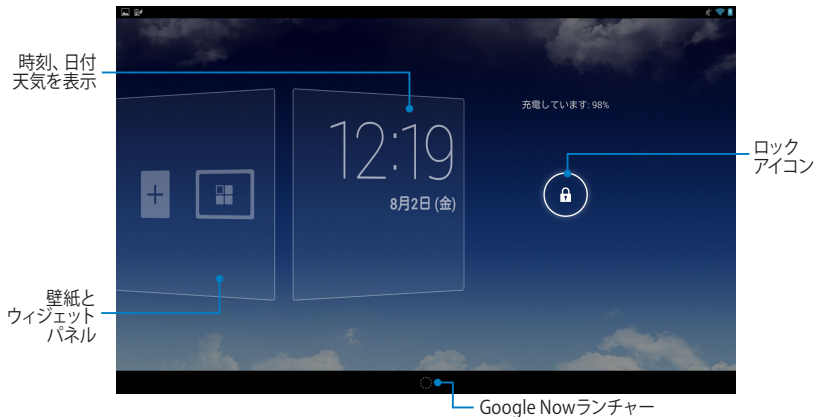 時刻、日付
天気を表示
充電しています: 98%
12:19
8月2日 (金)
ロック
アイコン
壁紙と
ウィジェット
パネル
Google Nowランチャー